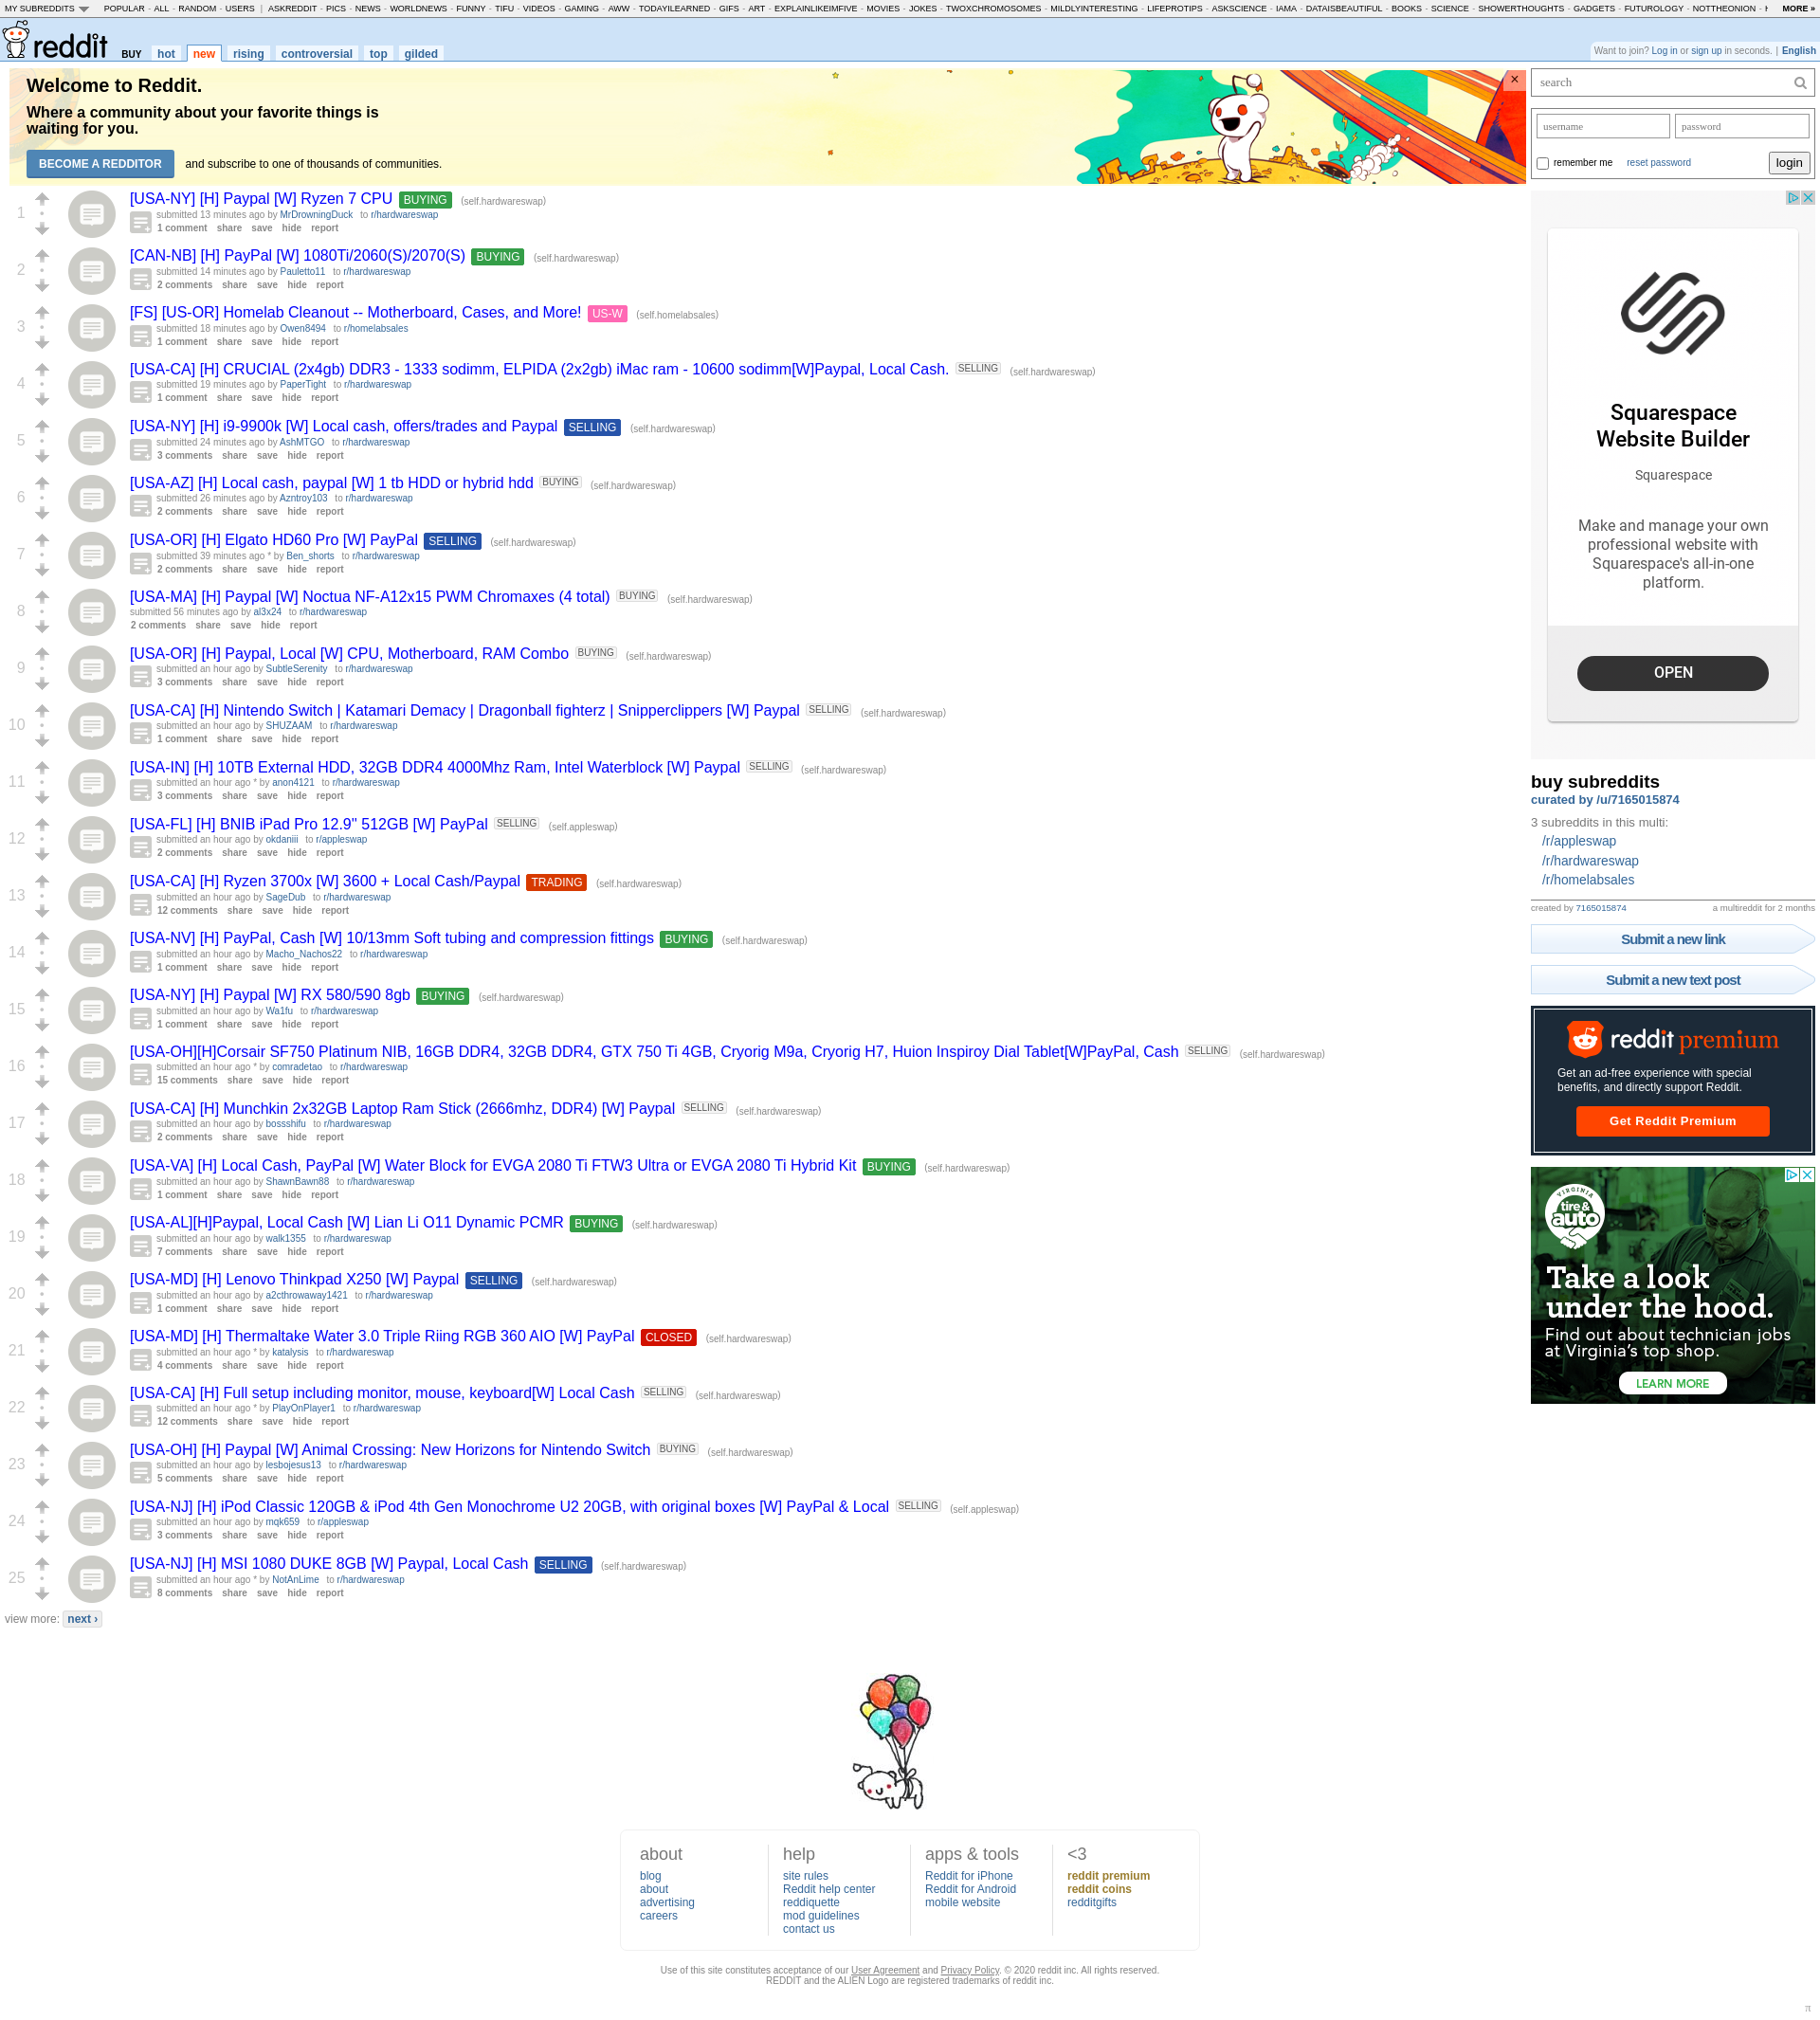 MY SUBREDDITS POPULAR - ALL - RANDOM - USERS | ASKREDDIT - PICS - NEWS - WORLDNEWS - FUNNY - TIFU - VIDEOS - GAMING - AWW - TODAYILEARNED - GIFS - ART - EXPLAINLIKEIMFIVE - MOVIES - JOKES - TWOXCHROMOSOMES - MILDLYINTERESTING - LIFEPROTIPS - ASKSCIENCE - IAMA - DATAISBEAUTIFUL - BOOKS - SCIENCE - SHOWERTHOUGHTS - GADGETS - FUTUROLOGY - NOTTHEONION - MORE »
reddit BUY hot new rising controversial top gilded
Want to join? Log in or sign up in seconds. | English
Welcome to Reddit.
Where a community about your favorite things is
waiting for you.
BECOME A REDDITOR and subscribe to one of thousands of communities.
×
1
[USA-NY] [H] Paypal [W] Ryzen 7 CPU BUYING (self.hardwareswap)
submitted 13 minutes ago by MrDrowningDuck to r/hardwareswap
1 comment share save hide report
2
[CAN-NB] [H] PayPal [W] 1080Ti/2060(S)/2070(S) BUYING (self.hardwareswap)
submitted 14 minutes ago by Pauletto11 to r/hardwareswap
2 comments share save hide report
3
[FS] [US-OR] Homelab Cleanout -- Motherboard, Cases, and More! US-W (self.homelabsales)
submitted 18 minutes ago by Owen8494 to r/homelabsales
1 comment share save hide report
4
[USA-CA] [H] CRUCIAL (2x4gb) DDR3 - 1333 sodimm, ELPIDA (2x2gb) iMac ram - 10600 sodimm[W]Paypal, Local Cash. SELLING (self.hardwareswap)
submitted 19 minutes ago by PaperTight to r/hardwareswap
1 comment share save hide report
5
[USA-NY] [H] i9-9900k [W] Local cash, offers/trades and Paypal SELLING (self.hardwareswap)
submitted 24 minutes ago by AshMTGO to r/hardwareswap
3 comments share save hide report
6
[USA-AZ] [H] Local cash, paypal [W] 1 tb HDD or hybrid hdd BUYING (self.hardwareswap)
submitted 26 minutes ago by Azntroy103 to r/hardwareswap
2 comments share save hide report
7
[USA-OR] [H] Elgato HD60 Pro [W] PayPal SELLING (self.hardwareswap)
submitted 39 minutes ago * by Ben_shorts to r/hardwareswap
2 comments share save hide report
8
[USA-MA] [H] Paypal [W] Noctua NF-A12x15 PWM Chromaxes (4 total) BUYING (self.hardwareswap)
submitted 56 minutes ago by al3x24 to r/hardwareswap
2 comments share save hide report
9
[USA-OR] [H] Paypal, Local [W] CPU, Motherboard, RAM Combo BUYING (self.hardwareswap)
submitted an hour ago by SubtleSerenity to r/hardwareswap
3 comments share save hide report
10
[USA-CA] [H] Nintendo Switch | Katamari Demacy | Dragonball fighterz | Snipperclippers [W] Paypal SELLING (self.hardwareswap)
submitted an hour ago by SHUZAAM to r/hardwareswap
1 comment share save hide report
11
[USA-IN] [H] 10TB External HDD, 32GB DDR4 4000Mhz Ram, Intel Waterblock [W] Paypal SELLING (self.hardwareswap)
submitted an hour ago * by anon4121 to r/hardwareswap
3 comments share save hide report
12
[USA-FL] [H] BNIB iPad Pro 12.9" 512GB [W] PayPal SELLING (self.appleswap)
submitted an hour ago by okdaniii to r/appleswap
2 comments share save hide report
13
[USA-CA] [H] Ryzen 3700x [W] 3600 + Local Cash/Paypal TRADING (self.hardwareswap)
submitted an hour ago by SageDub to r/hardwareswap
12 comments share save hide report
14
[USA-NV] [H] PayPal, Cash [W] 10/13mm Soft tubing and compression fittings BUYING (self.hardwareswap)
submitted an hour ago by Macho_Nachos22 to r/hardwareswap
1 comment share save hide report
15
[USA-NY] [H] Paypal [W] RX 580/590 8gb BUYING (self.hardwareswap)
submitted an hour ago by Wa1fu to r/hardwareswap
1 comment share save hide report
16
[USA-OH][H]Corsair SF750 Platinum NIB, 16GB DDR4, 32GB DDR4, GTX 750 Ti 4GB, Cryorig M9a, Cryorig H7, Huion Inspiroy Dial Tablet[W]PayPal, Cash SELLING (self.hardwareswap)
submitted an hour ago * by comradetao to r/hardwareswap
15 comments share save hide report
17
[USA-CA] [H] Munchkin 2x32GB Laptop Ram Stick (2666mhz, DDR4) [W] Paypal SELLING (self.hardwareswap)
submitted an hour ago by bossshifu to r/hardwareswap
2 comments share save hide report
18
[USA-VA] [H] Local Cash, PayPal [W] Water Block for EVGA 2080 Ti FTW3 Ultra or EVGA 2080 Ti Hybrid Kit BUYING (self.hardwareswap)
submitted an hour ago by ShawnBawn88 to r/hardwareswap
1 comment share save hide report
19
[USA-AL][H]Paypal, Local Cash [W] Lian Li O11 Dynamic PCMR BUYING (self.hardwareswap)
submitted an hour ago by walk1355 to r/hardwareswap
7 comments share save hide report
20
[USA-MD] [H] Lenovo Thinkpad X250 [W] Paypal SELLING (self.hardwareswap)
submitted an hour ago by a2cthrowaway1421 to r/hardwareswap
1 comment share save hide report
21
[USA-MD] [H] Thermaltake Water 3.0 Triple Riing RGB 360 AIO [W] PayPal CLOSED (self.hardwareswap)
submitted an hour ago * by katalysis to r/hardwareswap
4 comments share save hide report
22
[USA-CA] [H] Full setup including monitor, mouse, keyboard[W] Local Cash SELLING (self.hardwareswap)
submitted an hour ago * by PlayOnPlayer1 to r/hardwareswap
12 comments share save hide report
23
[USA-OH] [H] Paypal [W] Animal Crossing: New Horizons for Nintendo Switch BUYING (self.hardwareswap)
submitted an hour ago by lesbojesus13 to r/hardwareswap
5 comments share save hide report
24
[USA-NJ] [H] iPod Classic 120GB & iPod 4th Gen Monochrome U2 20GB, with original boxes [W] PayPal & Local SELLING (self.appleswap)
submitted an hour ago by mqk659 to r/appleswap
3 comments share save hide report
25
[USA-NJ] [H] MSI 1080 DUKE 8GB [W] Paypal, Local Cash SELLING (self.hardwareswap)
submitted an hour ago * by NotAnLime to r/hardwareswap
8 comments share save hide report
view more: next ›
search
username password
remember me reset password login
Squarespace
Website Builder
Squarespace
Make and manage your own
professional website with
Squarespace's all-in-one
platform.
OPEN
buy subreddits
curated by /u/7165015874
3 subreddits in this multi:
/r/appleswap
/r/hardwareswap
/r/homelabsales
created by 7165015874 a multireddit for 2 months
Submit a new link
Submit a new text post
reddit premium
Get an ad-free experience with special
benefits, and directly support Reddit.
Get Reddit Premium
VIRGINIA
tire &
auto
Take a look
under the hood.
Find out about technician jobs
at Virginia's top shop.
LEARN MORE
about
blog
about
advertising
careers
help
site rules
Reddit help center
reddiquette
mod guidelines
contact us
apps & tools
Reddit for iPhone
Reddit for Android
mobile website
<3
reddit premium
reddit coins
redditgifts
Use of this site constitutes acceptance of our User Agreement and Privacy Policy. © 2020 reddit inc. All rights reserved.
REDDIT and the ALIEN Logo are registered trademarks of reddit inc.
π